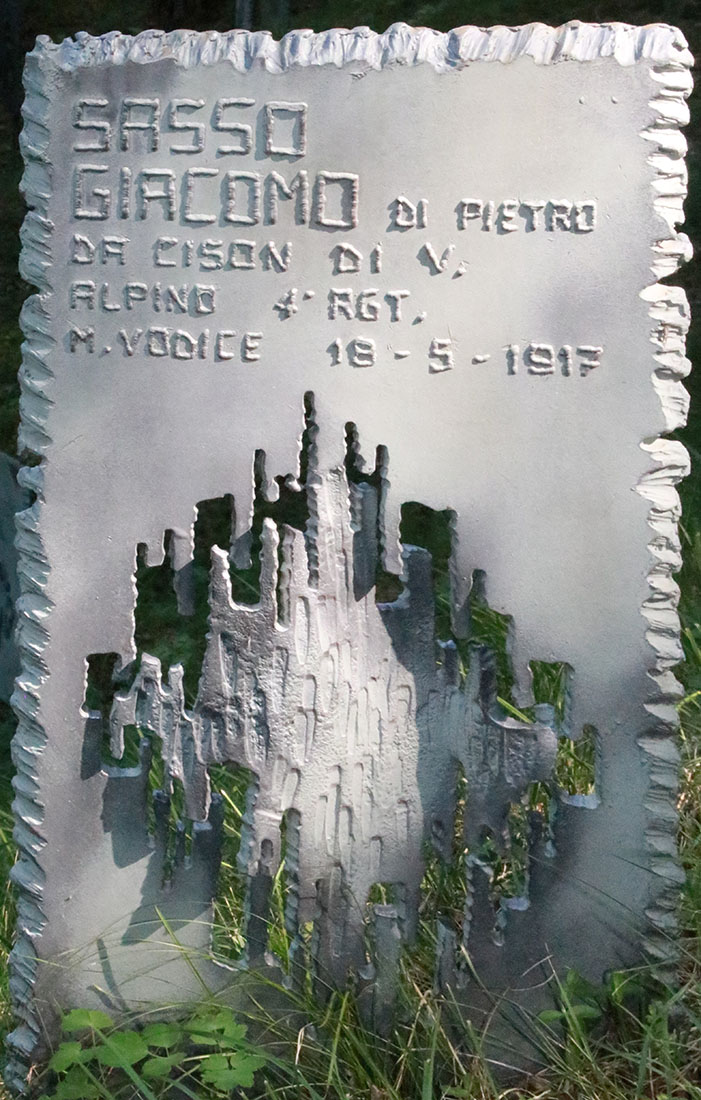 SASSO
GIACOMO DI PIETRO
DA CISON DI V.
ALPINO 4° RGT.
M. VODICE 18-5-1917